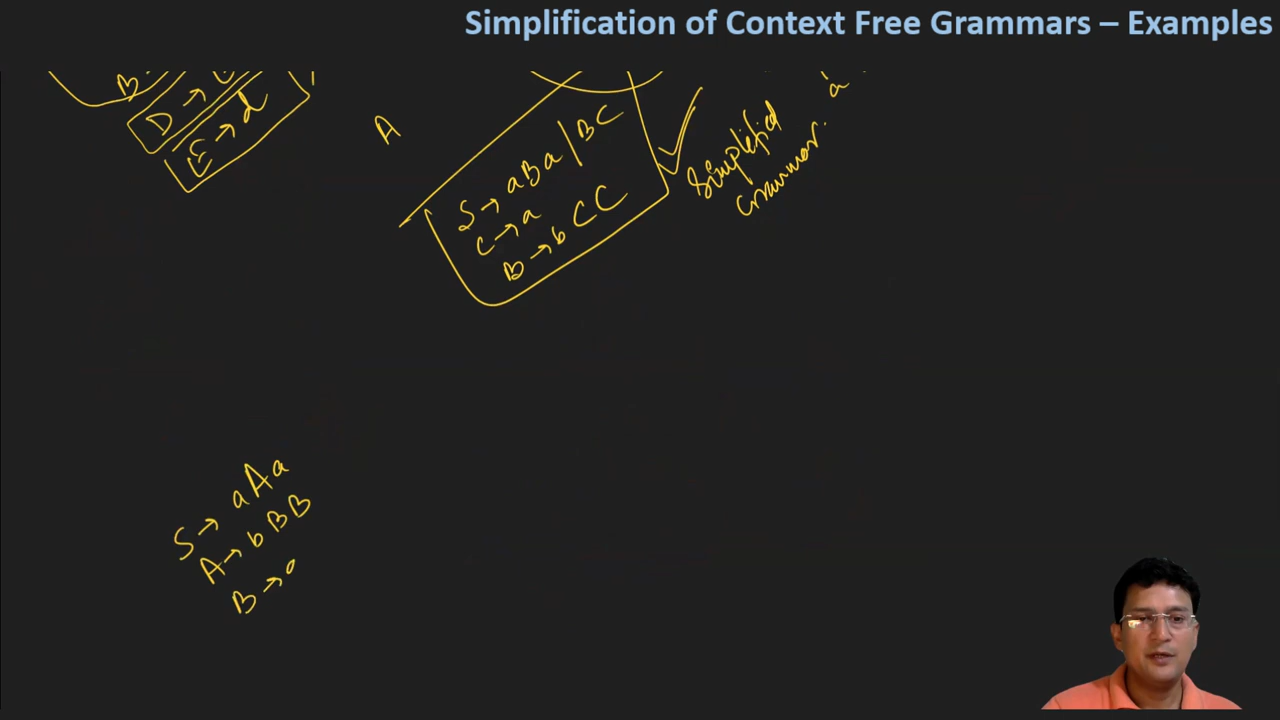 Simplification of Context Free Grammars – Examples
B
D →
E → d
A
S → aBa | BC
C → a
B → bCC
Simplified
Grammar.
a
S → aAa
A → bBB
B →